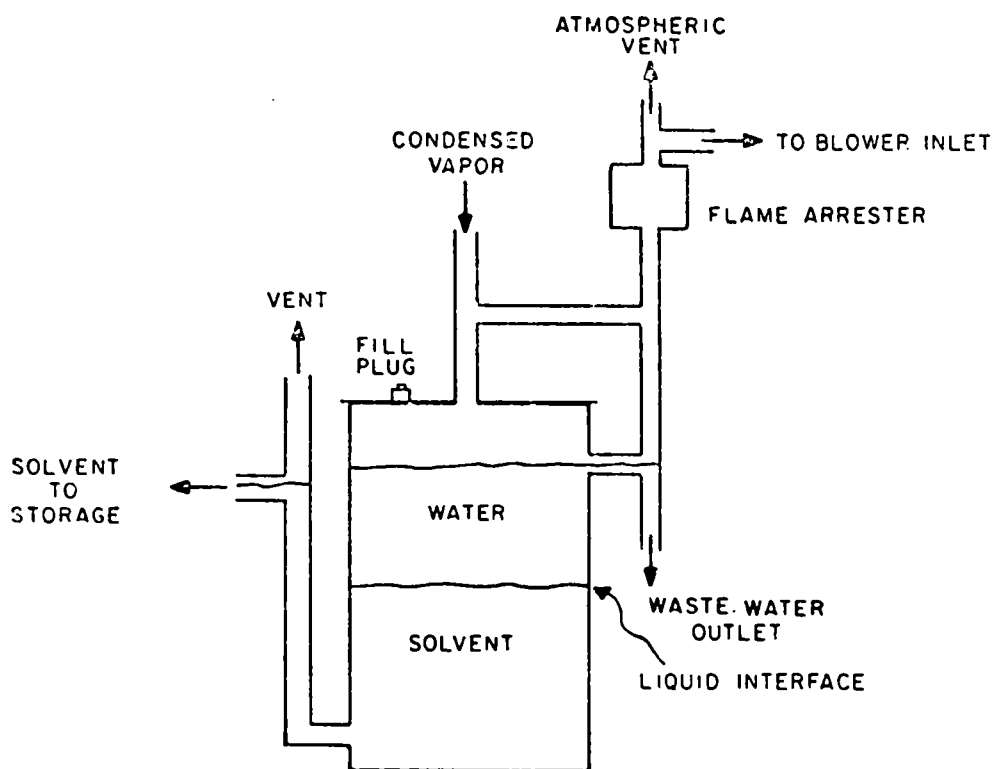 ATMOSPHERIC
VENT
CONDENSED
VAPOR
TO BLOWER INLET
FLAME ARRESTER
VENT
FILL
PLUG
SOLVENT
TO
STORAGE
WATER
SOLVENT
WASTE-WATER
OUTLET
LIQUID INTERFACE